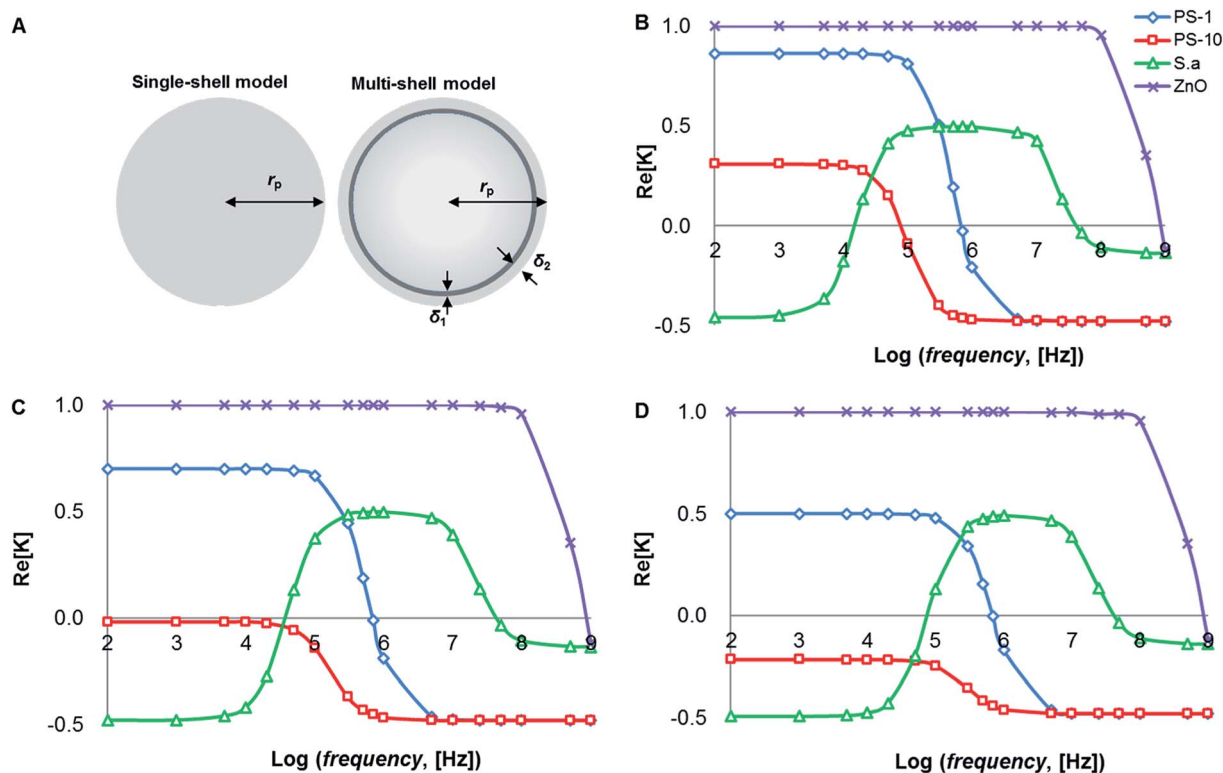 A
Single-shell model
Multi-shell model
rp
rp
δ2
δ1
B
PS-1
PS-10
S.a
ZnO
1.0
0.5
0.0
-0.5
Re[K]
2 3 4 5 6 7 8 9
Log (frequency, [Hz])
C
1.0
0.5
0.0
-0.5
Re[K]
2 3 4 5 6 7 8 9
Log (frequency, [Hz])
D
1.0
0.5
0.0
-0.5
Re[K]
2 3 4 5 6 7 8 9
Log (frequency, [Hz])